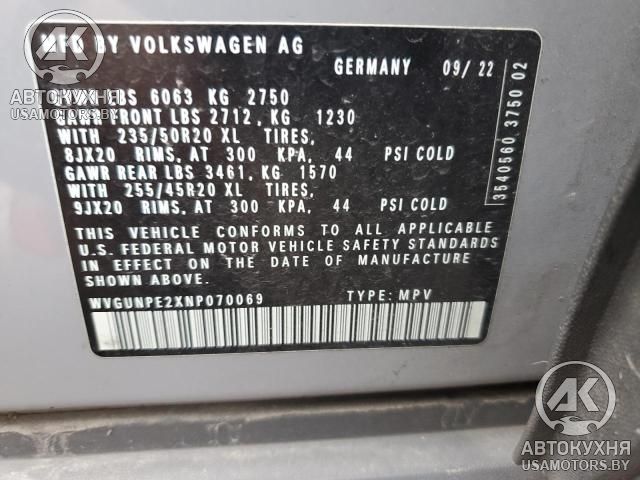 MFD BY VOLKSWAGEN AG
GERMANY 09/ 22
GVWR LBS 6063 KG 2750
GAWR FRONT LBS 2712, KG 1230
WITH 235/50R20 XL TIRES,
8JX20 RIMS, AT 300 KPA, 44 PSI COLD
GAWR REAR LBS 3461, KG 1570
WITH 255/45R20 XL TIRES,
9JX20 RIMS, AT 300 KPA, 44 PSI COLD
THIS VEHICLE CONFORMS TO ALL APPLICABLE
U.S. FEDERAL MOTOR VEHICLE SAFETY STANDARDS
IN EFFECT ON THE DATE OF MANUFACTURE
SHOWN ABOVE.
WVGUNPE2XNP070069 TYPE: MPV
3540560 3750 02
АВТОКУХНЯ
USAMOTORS.BY
АВТОКУХНЯ
USAMOTORS.BY